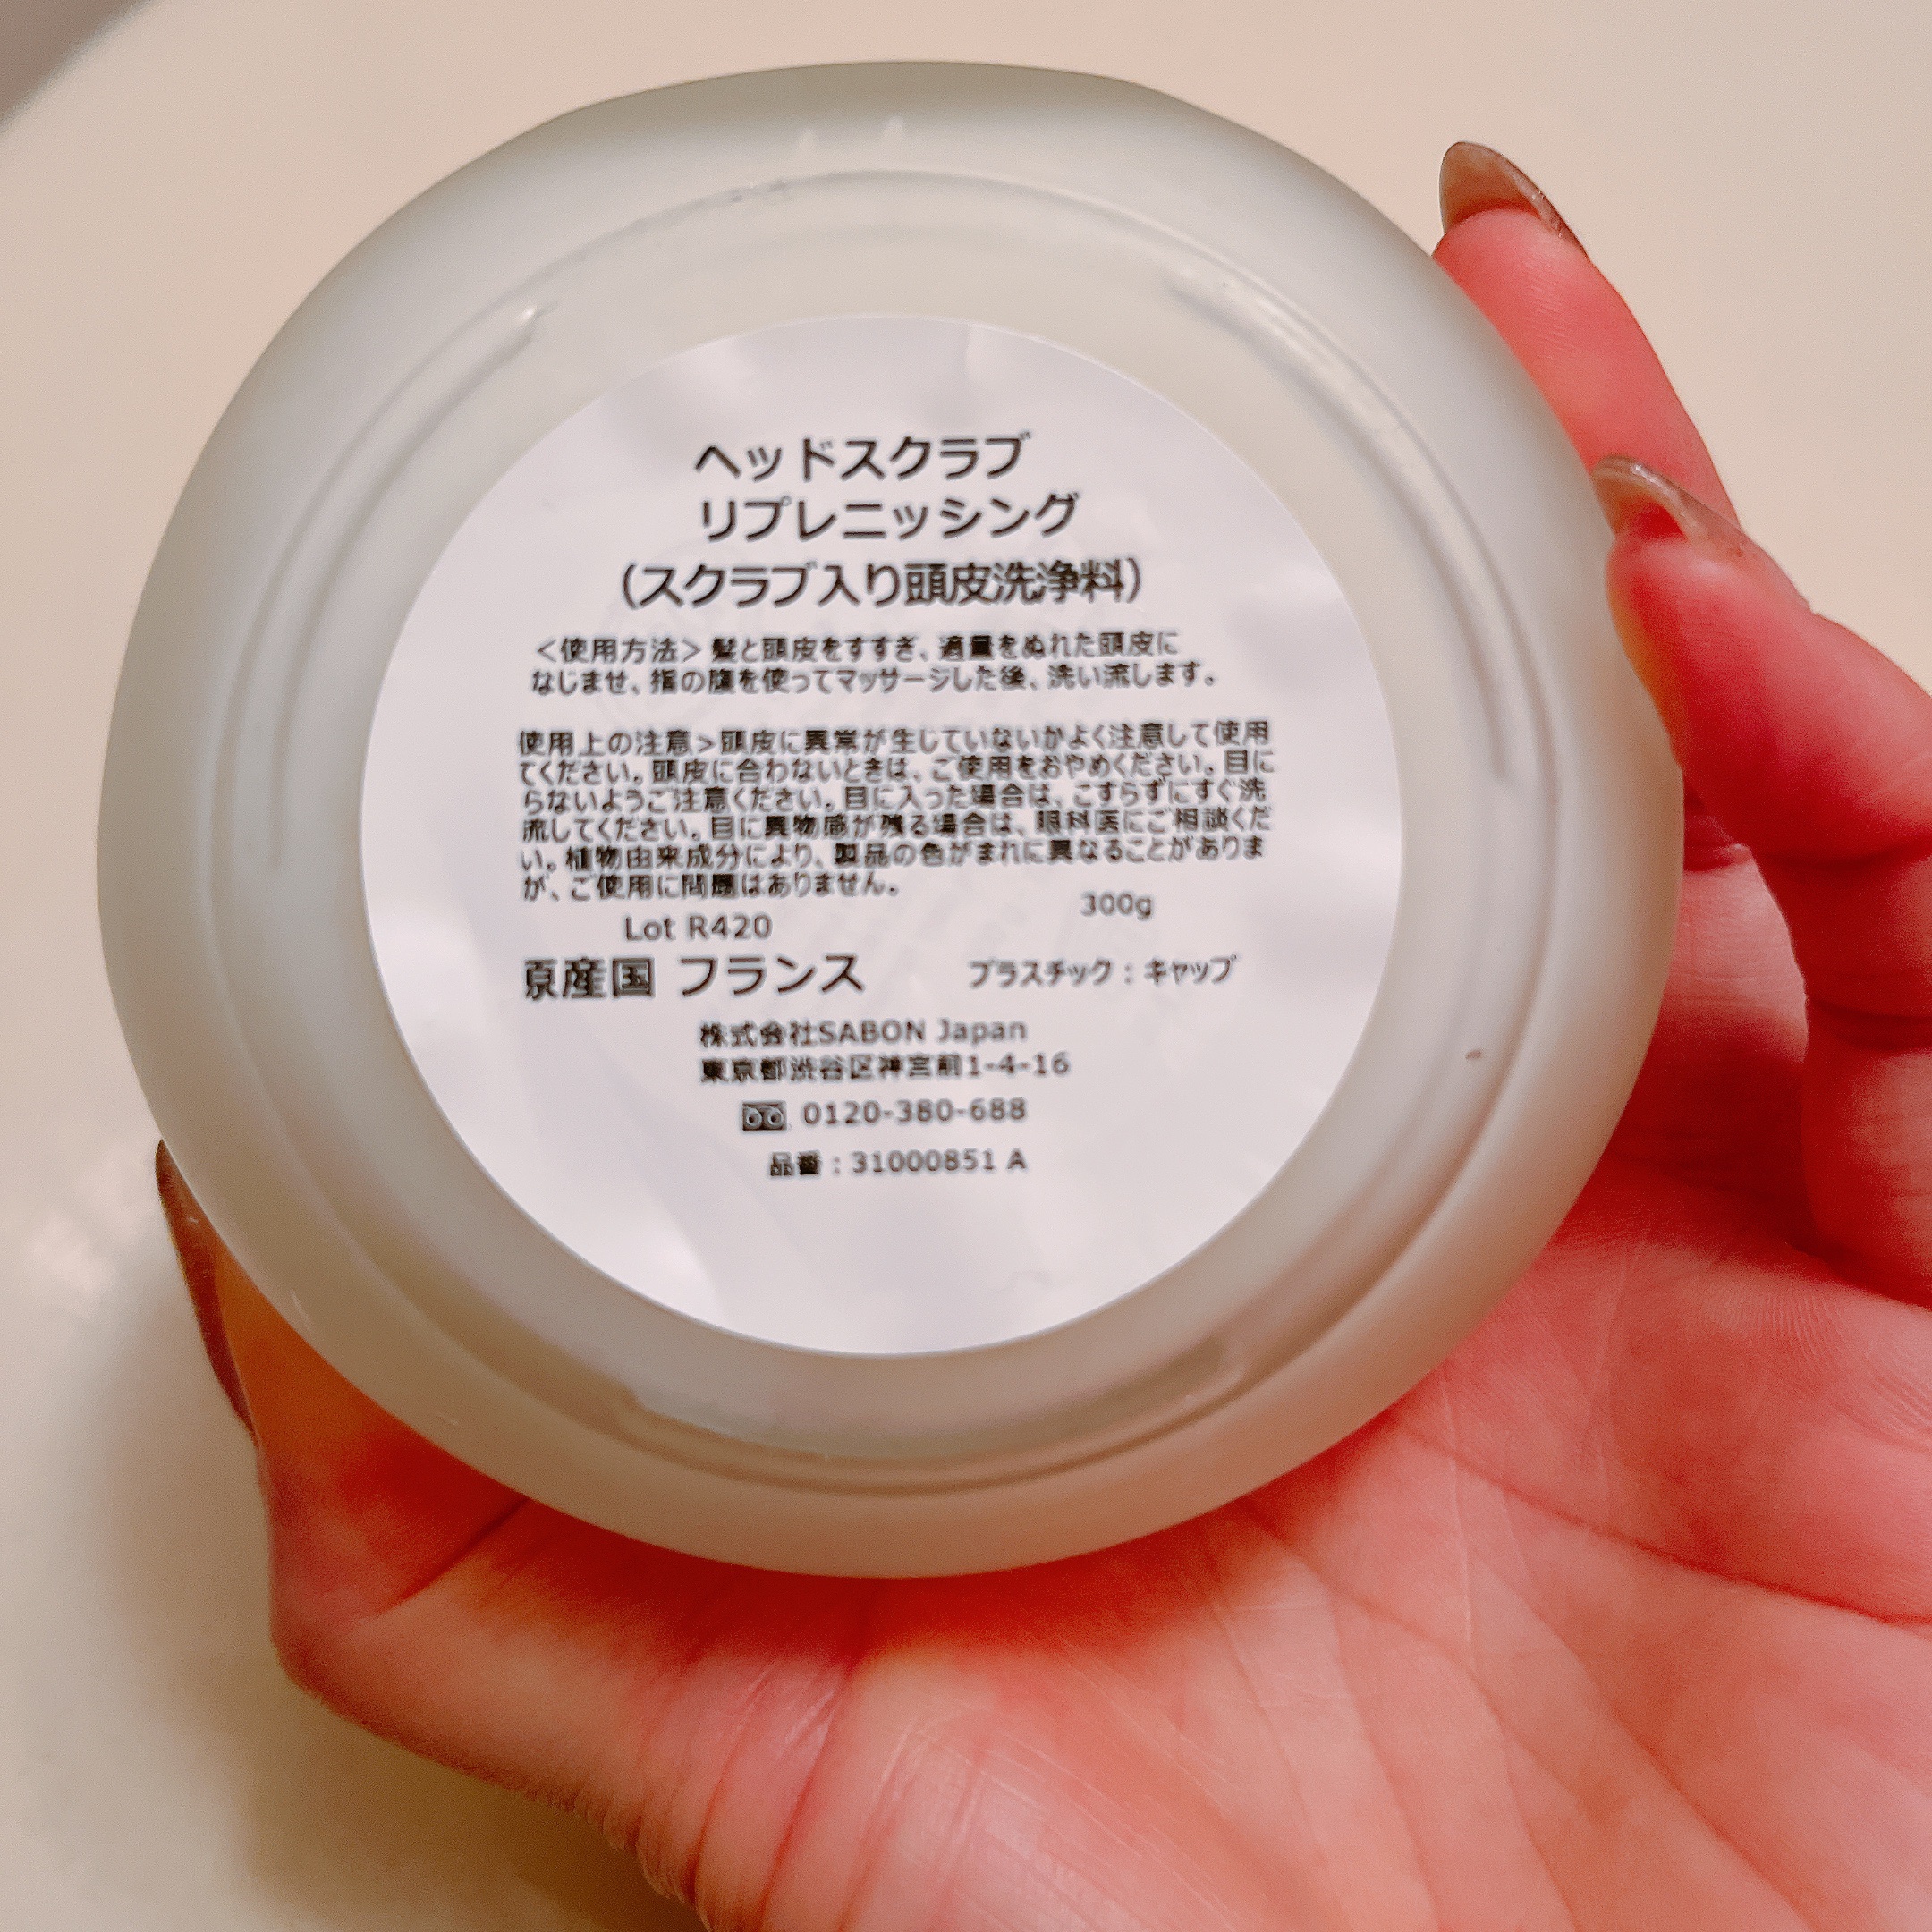 ヘッドスクラブ
リプレニッシング
（スクラブ入り頭皮洗浄料）
＜使用方法＞髪と頭皮をすすぎ、適量をぬれた頭皮に
なじませ、指の腹を使ってマッサージした後、洗い流します。
使用上の注意＞頭皮に異常が生じていないかよく注意して使用
てください。頭皮に合わないときは、ご使用をおやめください。目に
らないようご注意ください。目に入った場合は、こすらずにすぐ洗
流してください。目に異物感が残る場合は、眼科医にご相談くだ
い。植物由来成分により、製品の色がまれに異なることがありま
が、ご使用に問題はありません。
300g
Lot R420
原産国 フランス プラスチック：キャップ
株式会社SABON Japan
東京都渋谷区神宮前1-4-16
0120-380-688
品番：31000851 A